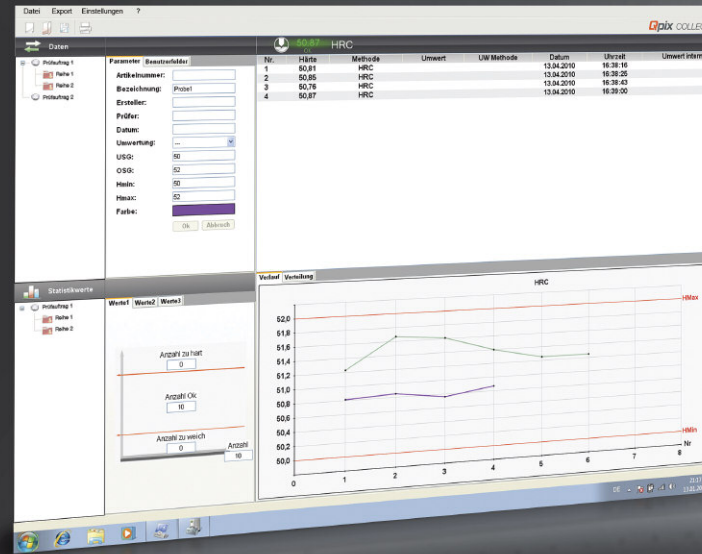 Datei Export Einstellungen ?
Qpix COLLE
Daten
50,87 HRC
OK
Prüfauftrag 1
Reihe 1
Reihe 2
Prüfauftrag 2
Parameter Benutzerfelder
Artikelnummer:
Bezeichnung: Probe1
Ersteller:
Prüfer:
Datum:
Umwertung: ---
USG: 50
OSG: 52
Hmin: 50
Hmax: 52
Farbe:
Ok Abbruch
Nr. Härte Methode Umwert UW Methode Datum Uhrzeit Umwert intern
1 50,81 HRC 13.04.2010 16:38:16
2 50,85 HRC 13.04.2010 16:38:25
3 50,76 HRC 13.04.2010 16:38:43
4 50,87 HRC 13.04.2010 16:39:00
Statistikwerte
Prüfauftrag 1
Reihe 1
Reihe 2
Werte1 Werte2 Werte3
Anzahl zu hart
0
Anzahl Ok
10
Anzahl zu weich
0
Anzahl
10
Verlauf Verteilung
HRC
HMax
52,0
51,8
51,6
51,4
51,2
51,0
50,8
50,6
50,4
50,2
50,0
HMin
Nr
0 1 2 3 4 5 6 7 8
DE